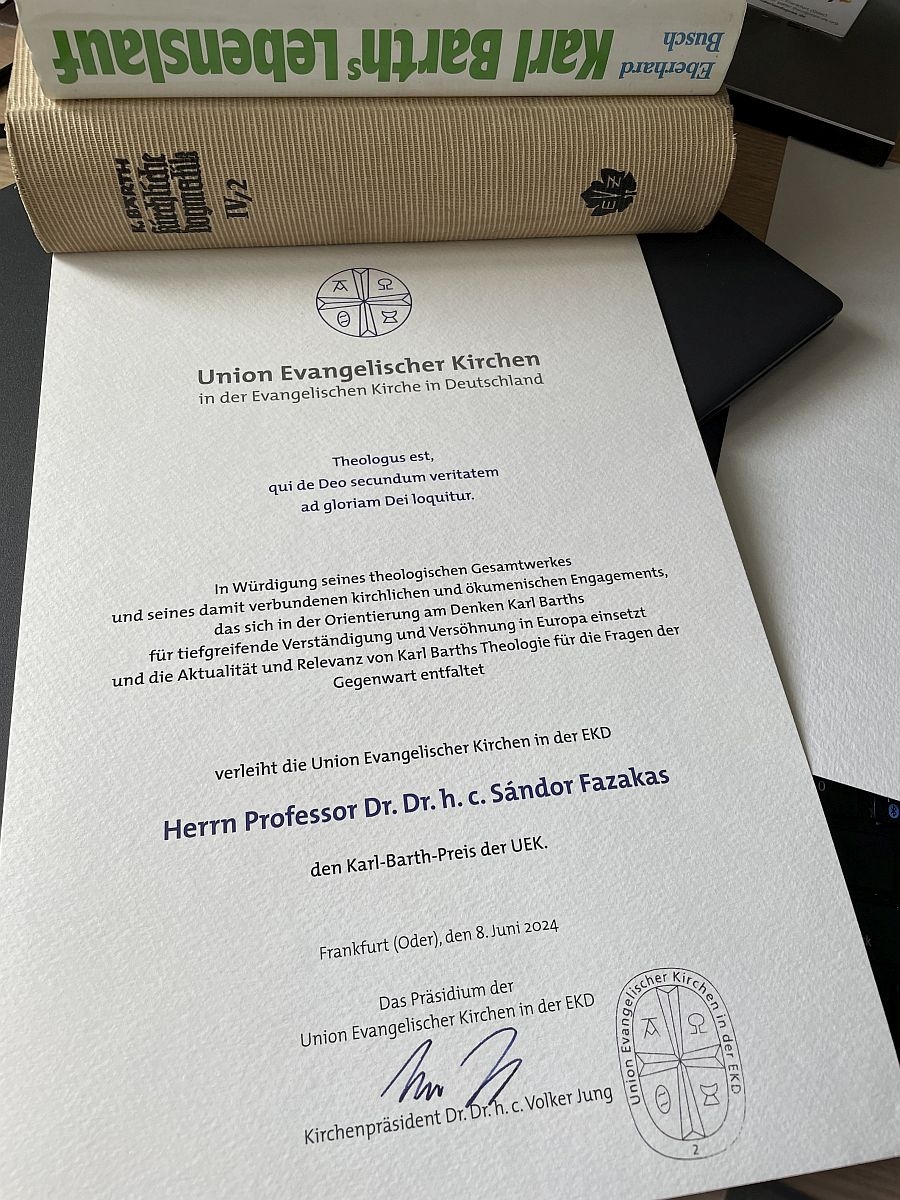 Eberhard
Busch
Karl Barths Lebenslauf
K. BARTH
Kirchliche
Dogmatik
IV/2
EVZ
Α Ω
Union Evangelischer Kirchen
in der Evangelischen Kirche in Deutschland
Theologus est,
qui de Deo secundum veritatem
ad gloriam Dei loquitur.
In Würdigung seines theologischen Gesamtwerkes
und seines damit verbundenen kirchlichen und ökumenischen Engagements,
das sich in der Orientierung am Denken Karl Barths
für tiefgreifende Verständigung und Versöhnung in Europa einsetzt
und die Aktualität und Relevanz von Karl Barths Theologie für die Fragen der
Gegenwart entfaltet
verleiht die Union Evangelischer Kirchen in der EKD
Herrn Professor Dr. Dr. h. c. Sándor Fazakas
den Karl-Barth-Preis der UEK.
Frankfurt (Oder), den 8. Juni 2024
Das Präsidium der
Union Evangelischer Kirchen in der EKD
Kirchenpräsident Dr. Dr. h. c. Volker Jung
Union Evangelischer Kirchen in der EKD
Α Ω
2